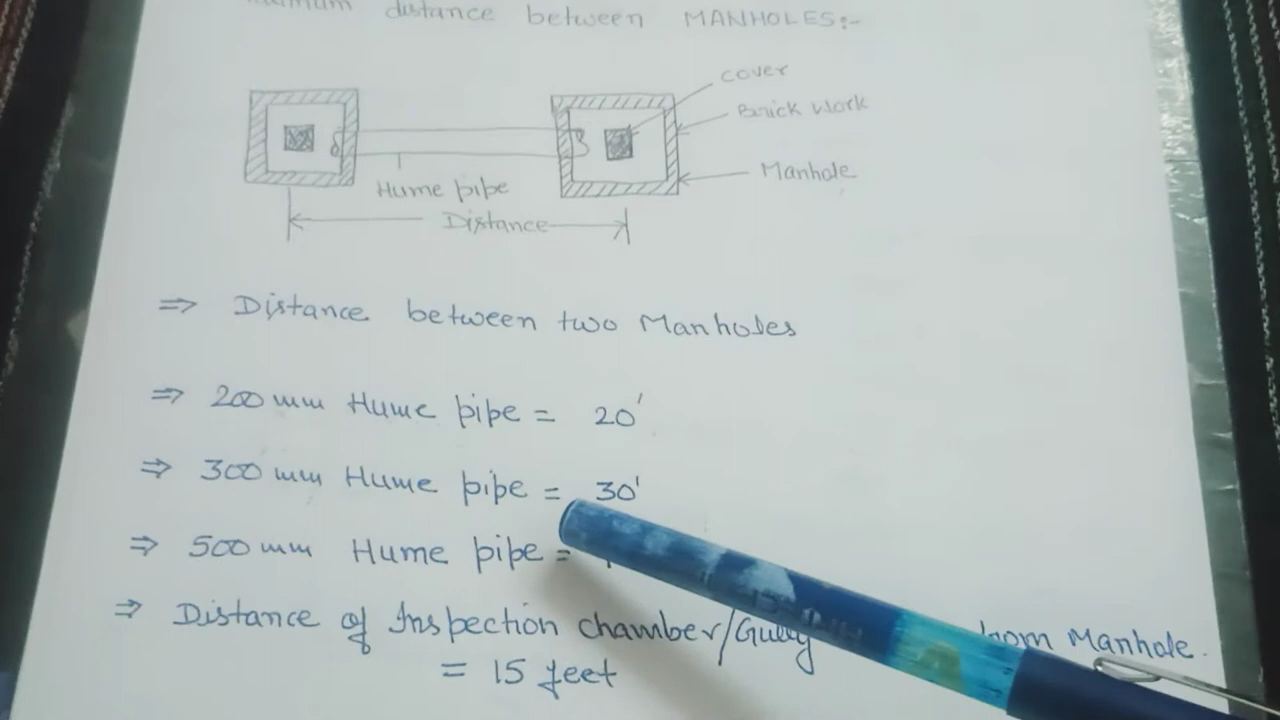 distance between MANHOLES:-
cover
Brick Work
Manhole
Hume pipe
Distance
⇒ Distance between two Manholes
⇒ 200 mm Hume pipe = 20'
⇒ 300 mm Hume pipe = 30'
⇒ 500 mm Hume pipe =
⇒ Distance of Inspection chamber/Gully from Manhole.
= 15 feet